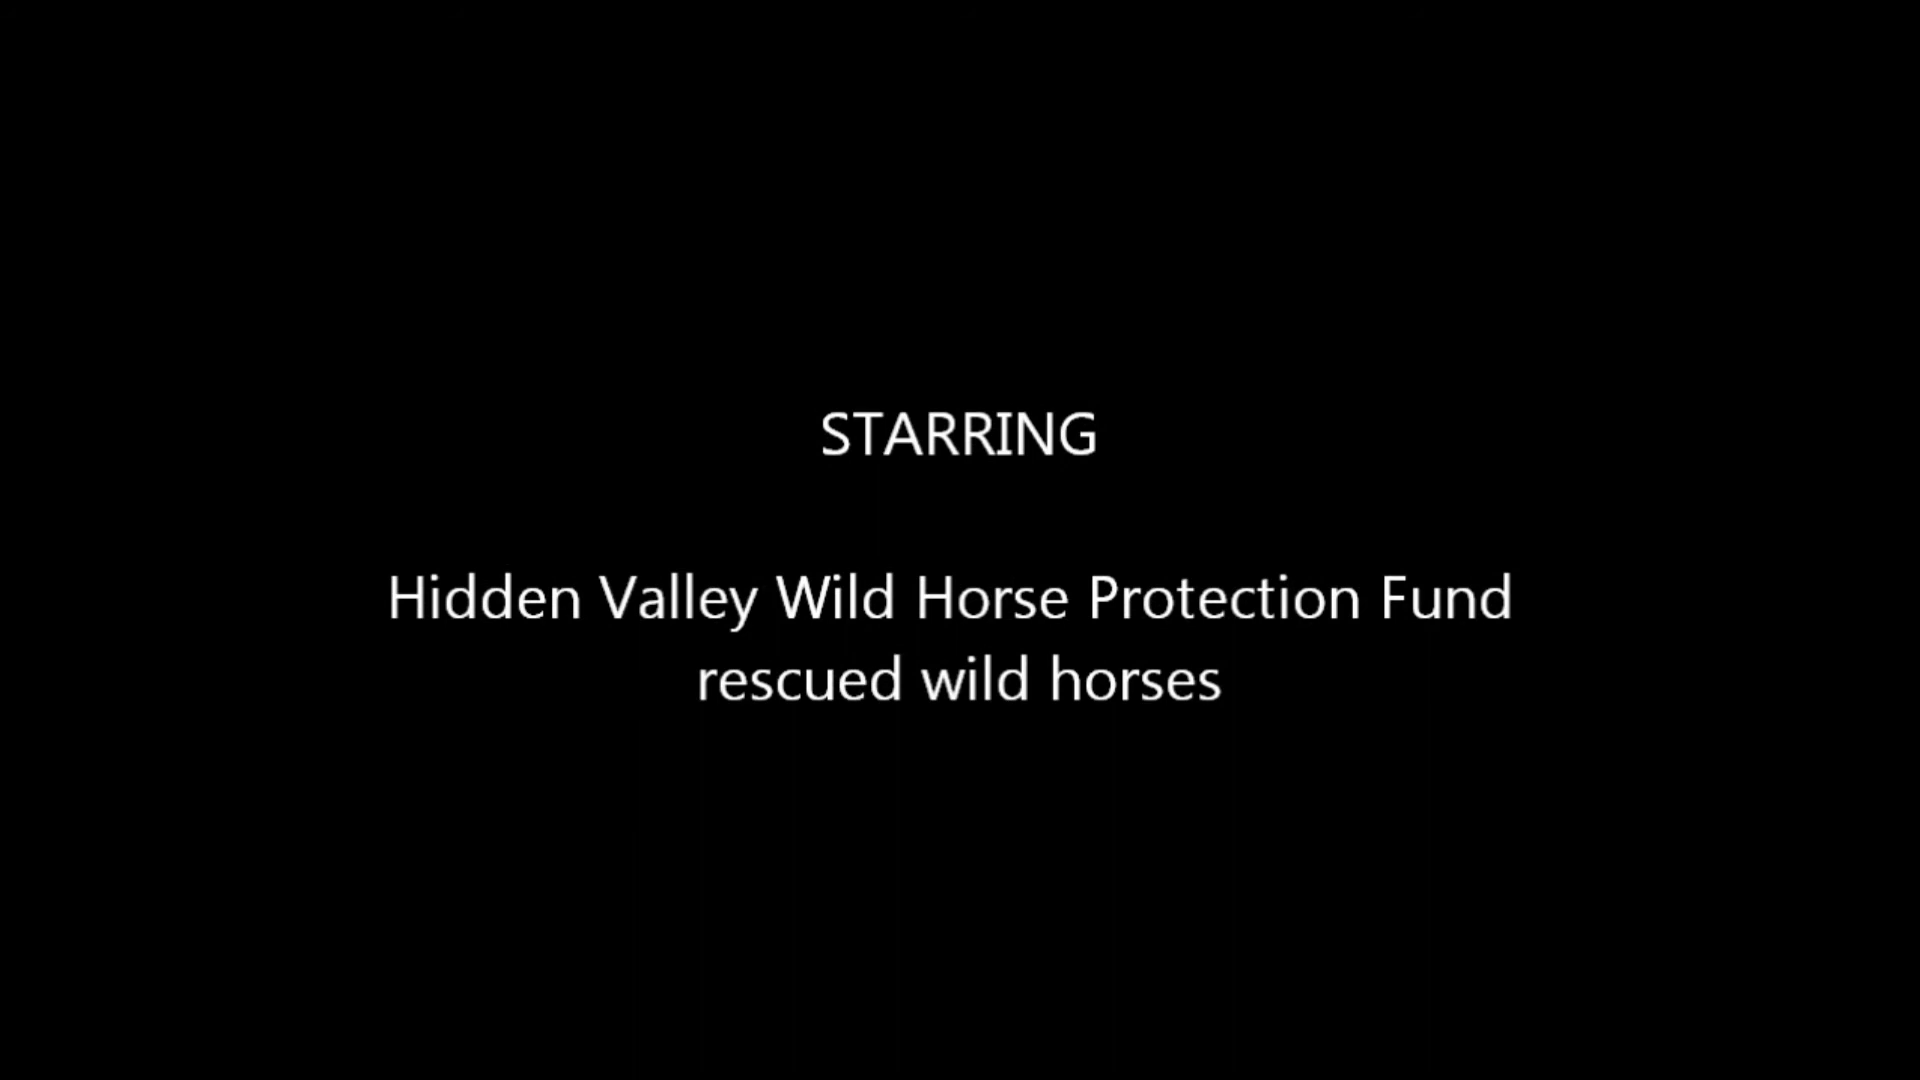 STARRING
Hidden Valley Wild Horse Protection Fund
rescued wild horses